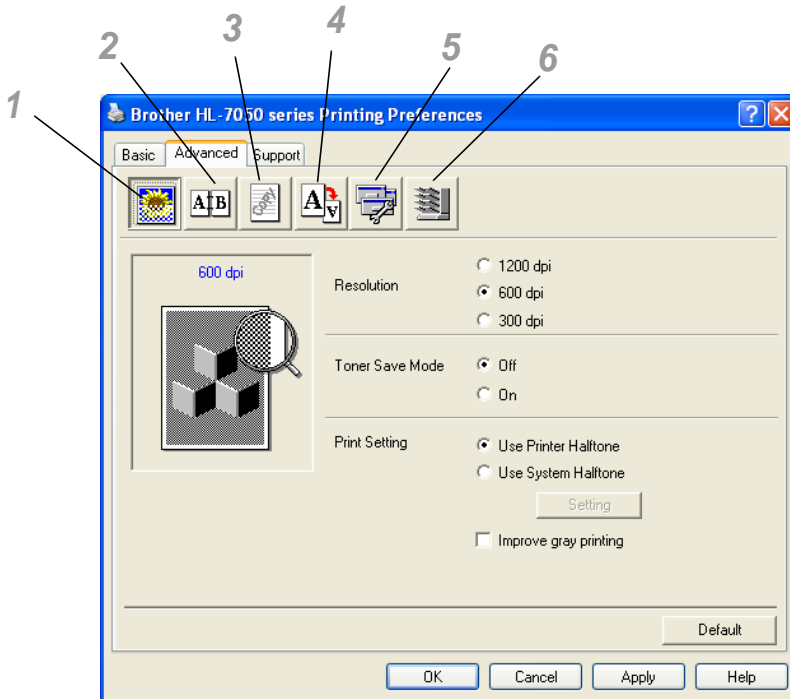 1 2 3 4 5 6
Brother HL-7050 series Printing Preferences
Basic Advanced Support
A B
COPY
A A
600 dpi
Resolution
1200 dpi
600 dpi
300 dpi
Toner Save Mode
Off
On
Print Setting
Use Printer Halftone
Use System Halftone
Setting
Improve gray printing
Default
OK Cancel Apply Help